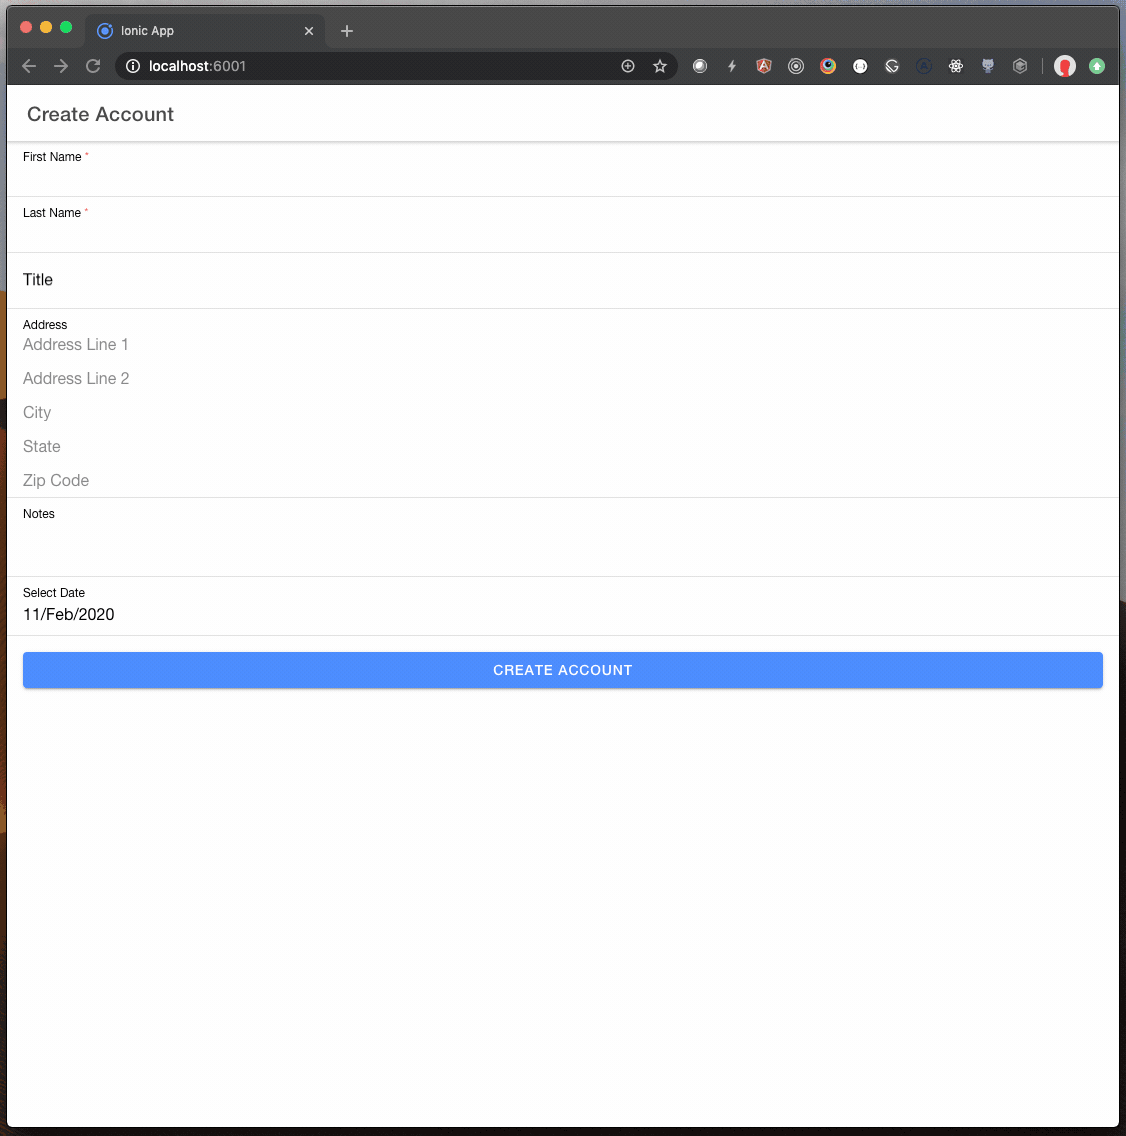 Ionic App
localhost:6001
Create Account
First Name *
Last Name *
Title
Address
Address Line 1
Address Line 2
City
State
Zip Code
Notes
Select Date
11/Feb/2020
CREATE ACCOUNT